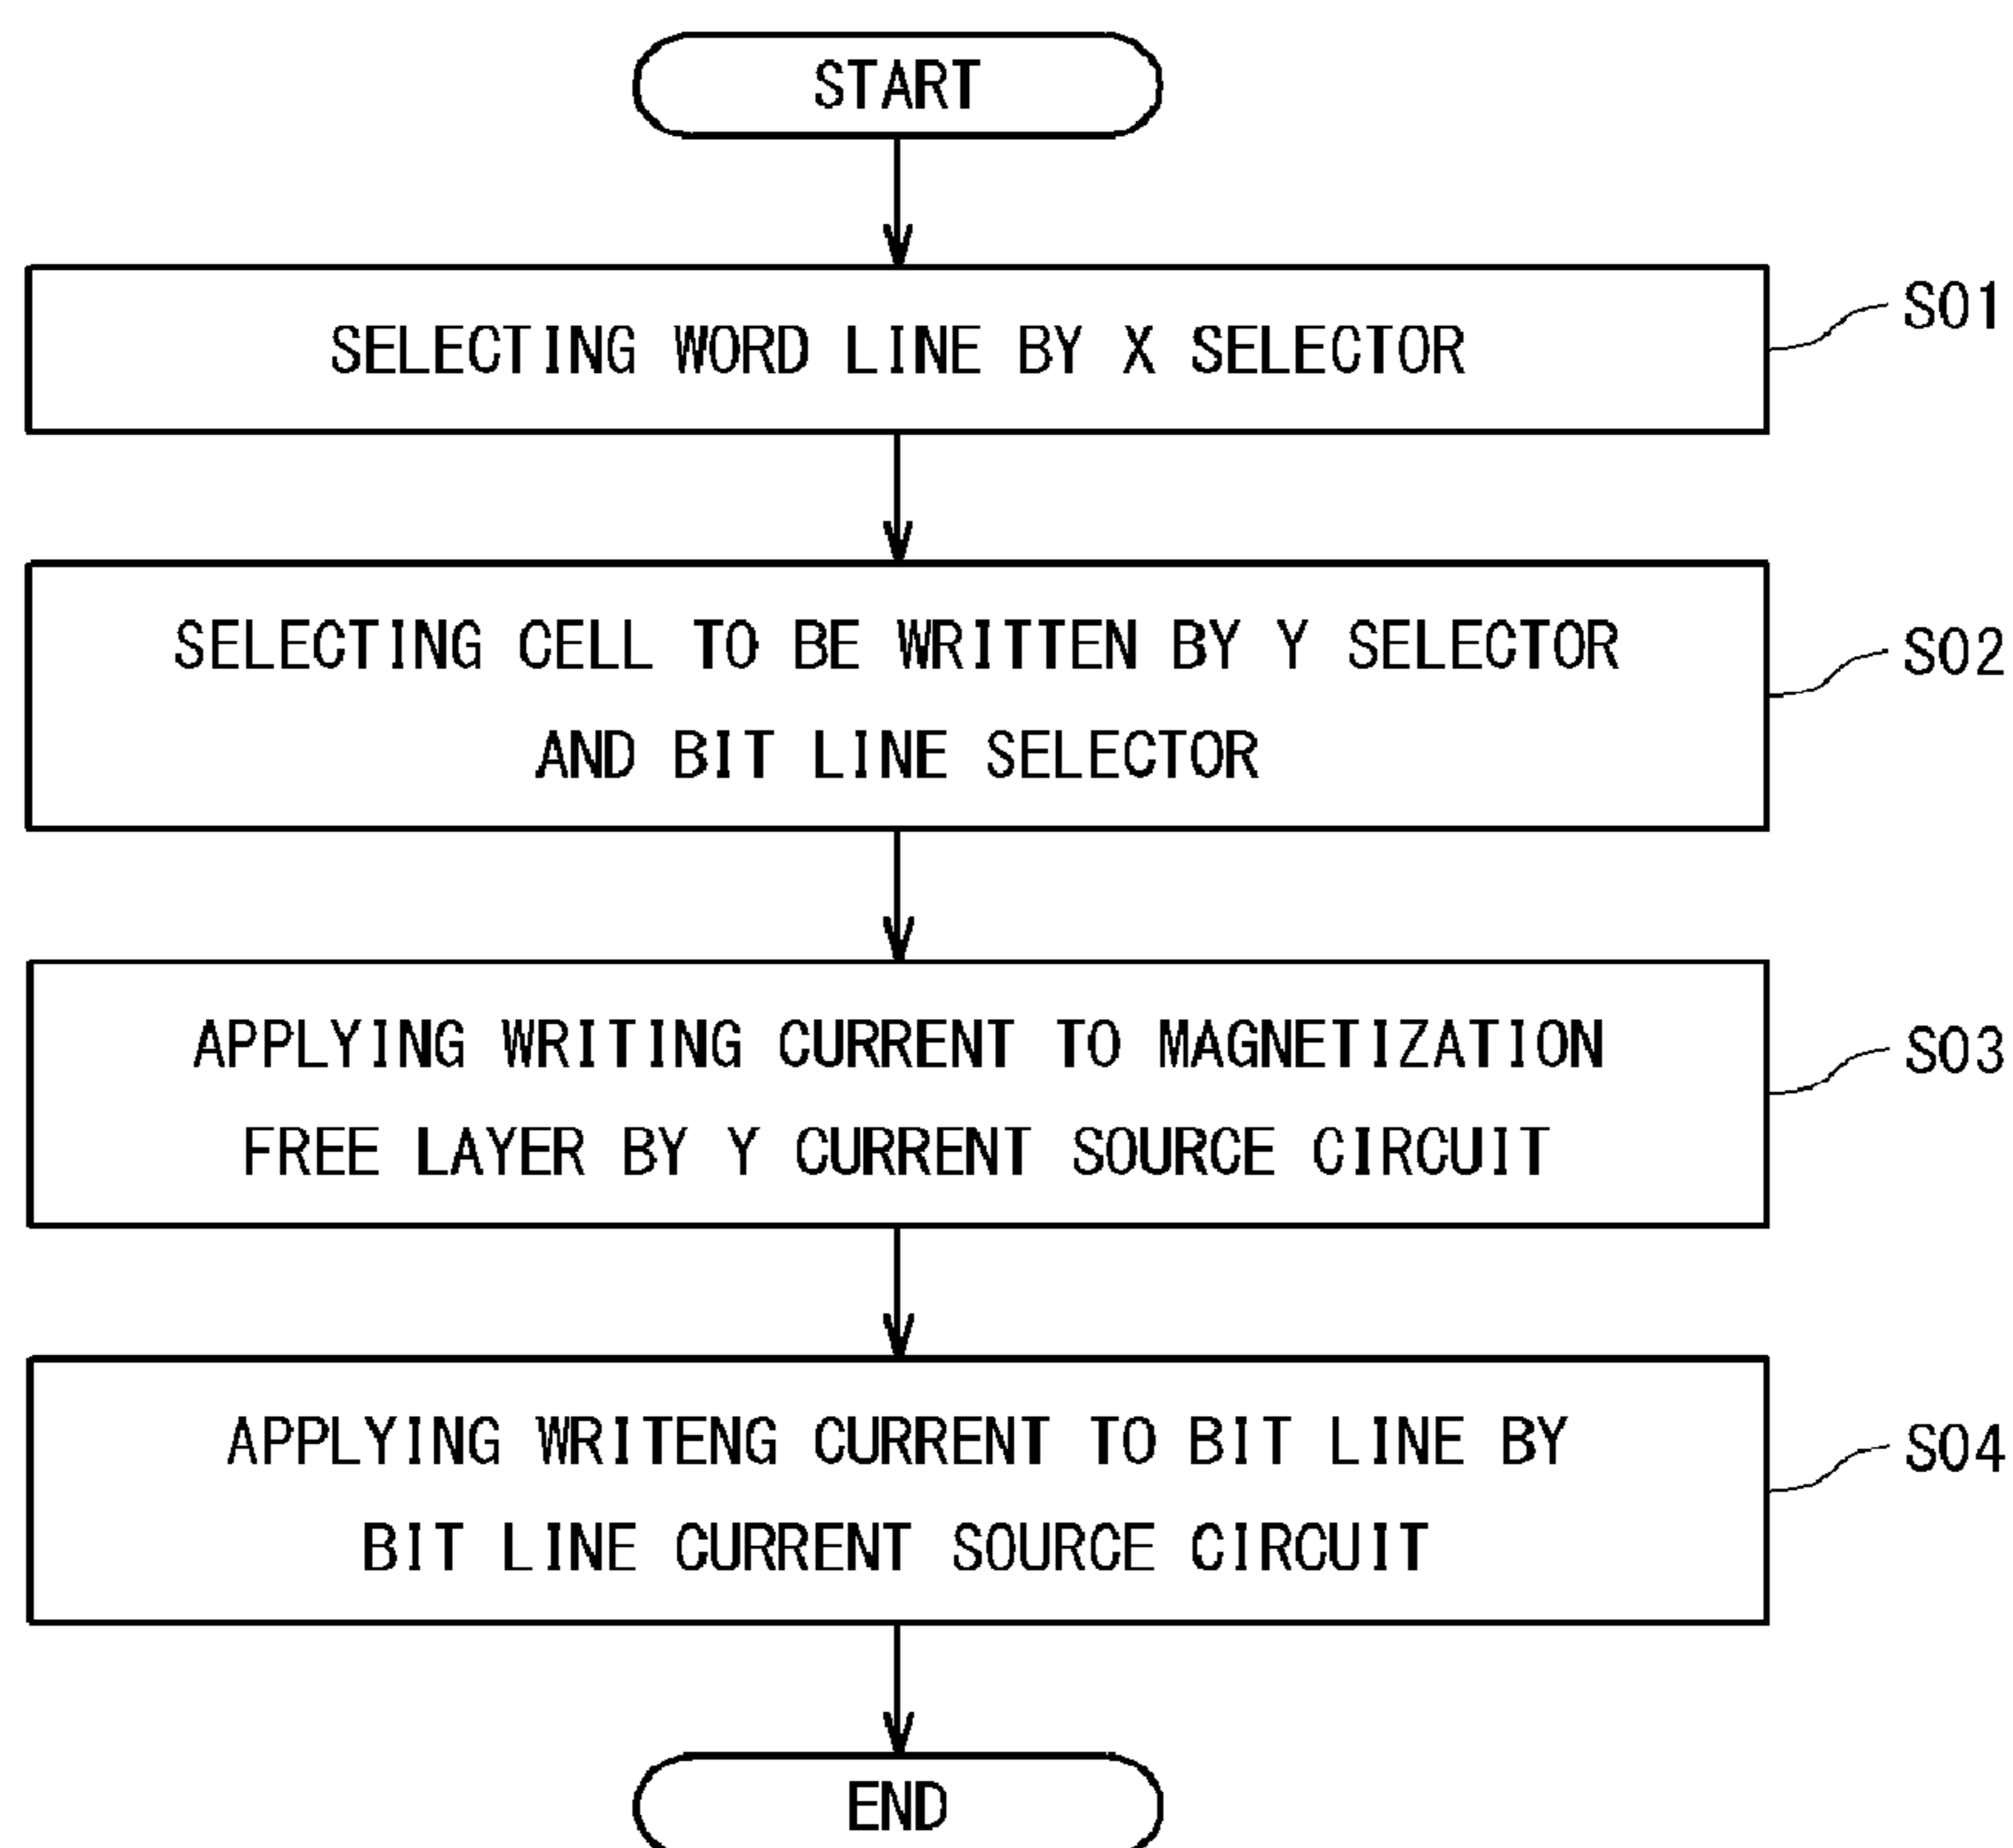 START
SELECTING WORD LINE BY X SELECTOR
S01
SELECTING CELL TO BE WRITTEN BY Y SELECTOR
AND BIT LINE SELECTOR
S02
APPLYING WRITING CURRENT TO MAGNETIZATION
FREE LAYER BY Y CURRENT SOURCE CIRCUIT
S03
APPLYING WRITENG CURRENT TO BIT LINE BY
BIT LINE CURRENT SOURCE CIRCUIT
S04
END